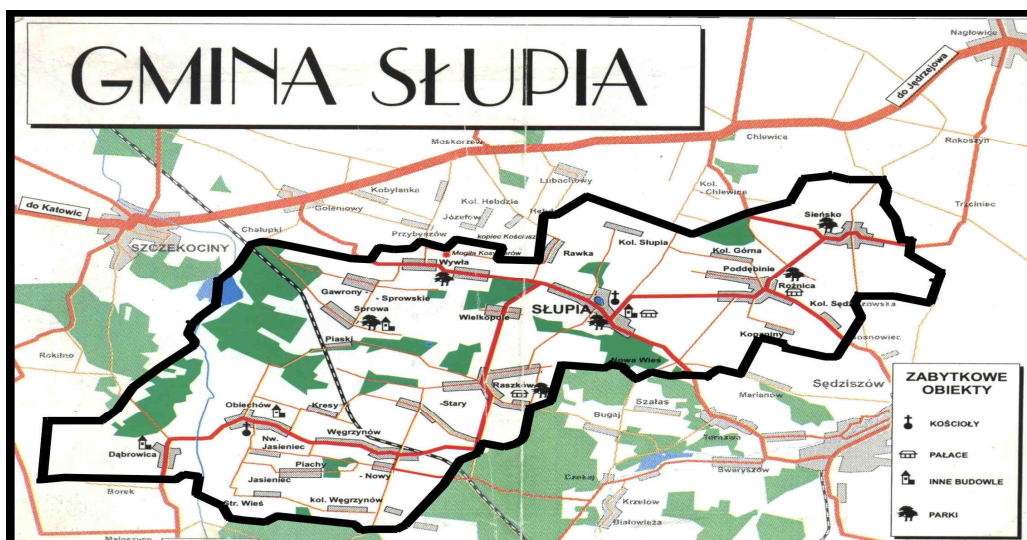 GMINA SŁUPIA
Nagłowice
do Jędrzejowa
Moskorzew
Chlewice
Rakoszyn
Kobylanka
Lubachowy
Kol.
- Chlewice
do Katowic
Goleniowy
Kol. Hebdzie
Józefów
Trzciniec
Sieńsko
Chałupki
Przybyszów
kopiec Kościuszki
SZCZEKOCINY
Mogiła Kosynierów
Rawka
Kol. Słupia
Kol. Górna
Wywła
Poddębinie
Rożnica
Gawrony
- Sprowskie
Sprowa
Wielkopole
SŁUPIA
Kol. Sędziszowska
Piaski
Kopaniny
Sosnowiec
Rokitno
Nowa Wieś
Sędziszów
ZABYTKOWE
OBIEKTY
Raszków
Marianów
Obiechów
Kresy
-Stary
Szałas
Bugaj
KOŚCIOŁY
Węgrzynów
Tarnawa
Nw.
Jasieniec
Dąbrowica
PAŁACE
Piachy
- Nowy
Swaryszów
Czekaj
Jasieniec
INNE BUDOWLE
Borek
Str. Wieś
kol. Węgrzynów
Krzelów
PARKI
Białowieża